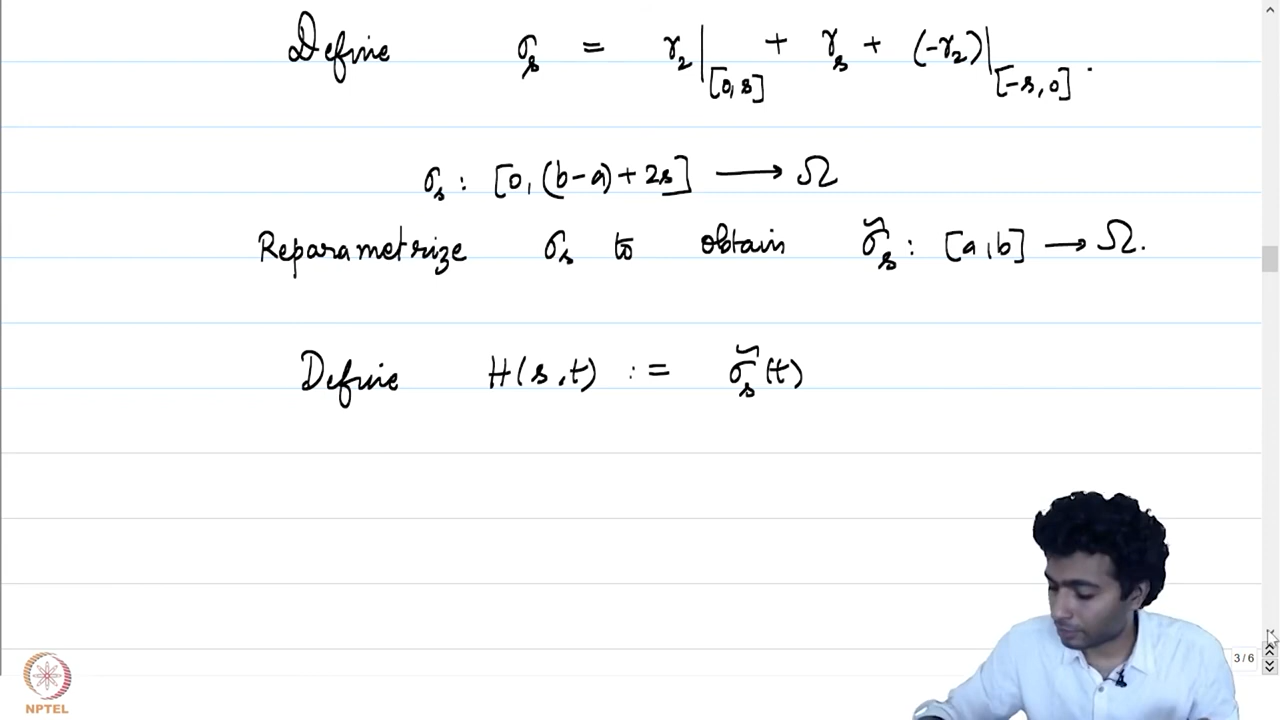 Define σ_s = γ_2|_[0,s] + γ_s + (-γ_2)|_[-s,0].
σ_s : [0, (b-a)+2s] ⟶ Ω
Reparametrize σ_s to obtain σ̃_s : [a,b] → Ω.
Define H(s,t) := σ̃_s(t)
3 / 6
NPTEL